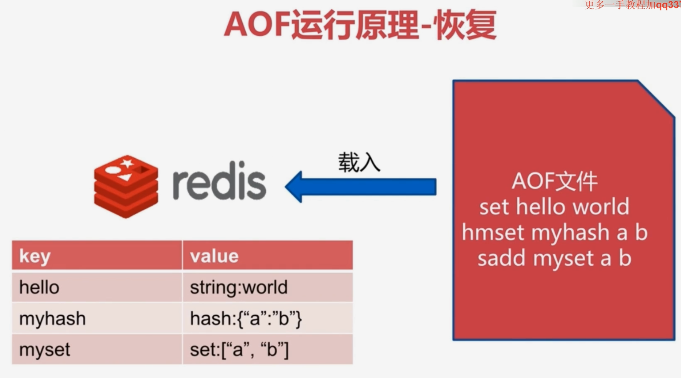 AOF运行原理-恢复
redis
载入
AOF文件
set hello world
hmset myhash a b
sadd myset a b
key value
hello string:world
myhash hash:{“a”:”b”}
myset set:[“a”, “b”]